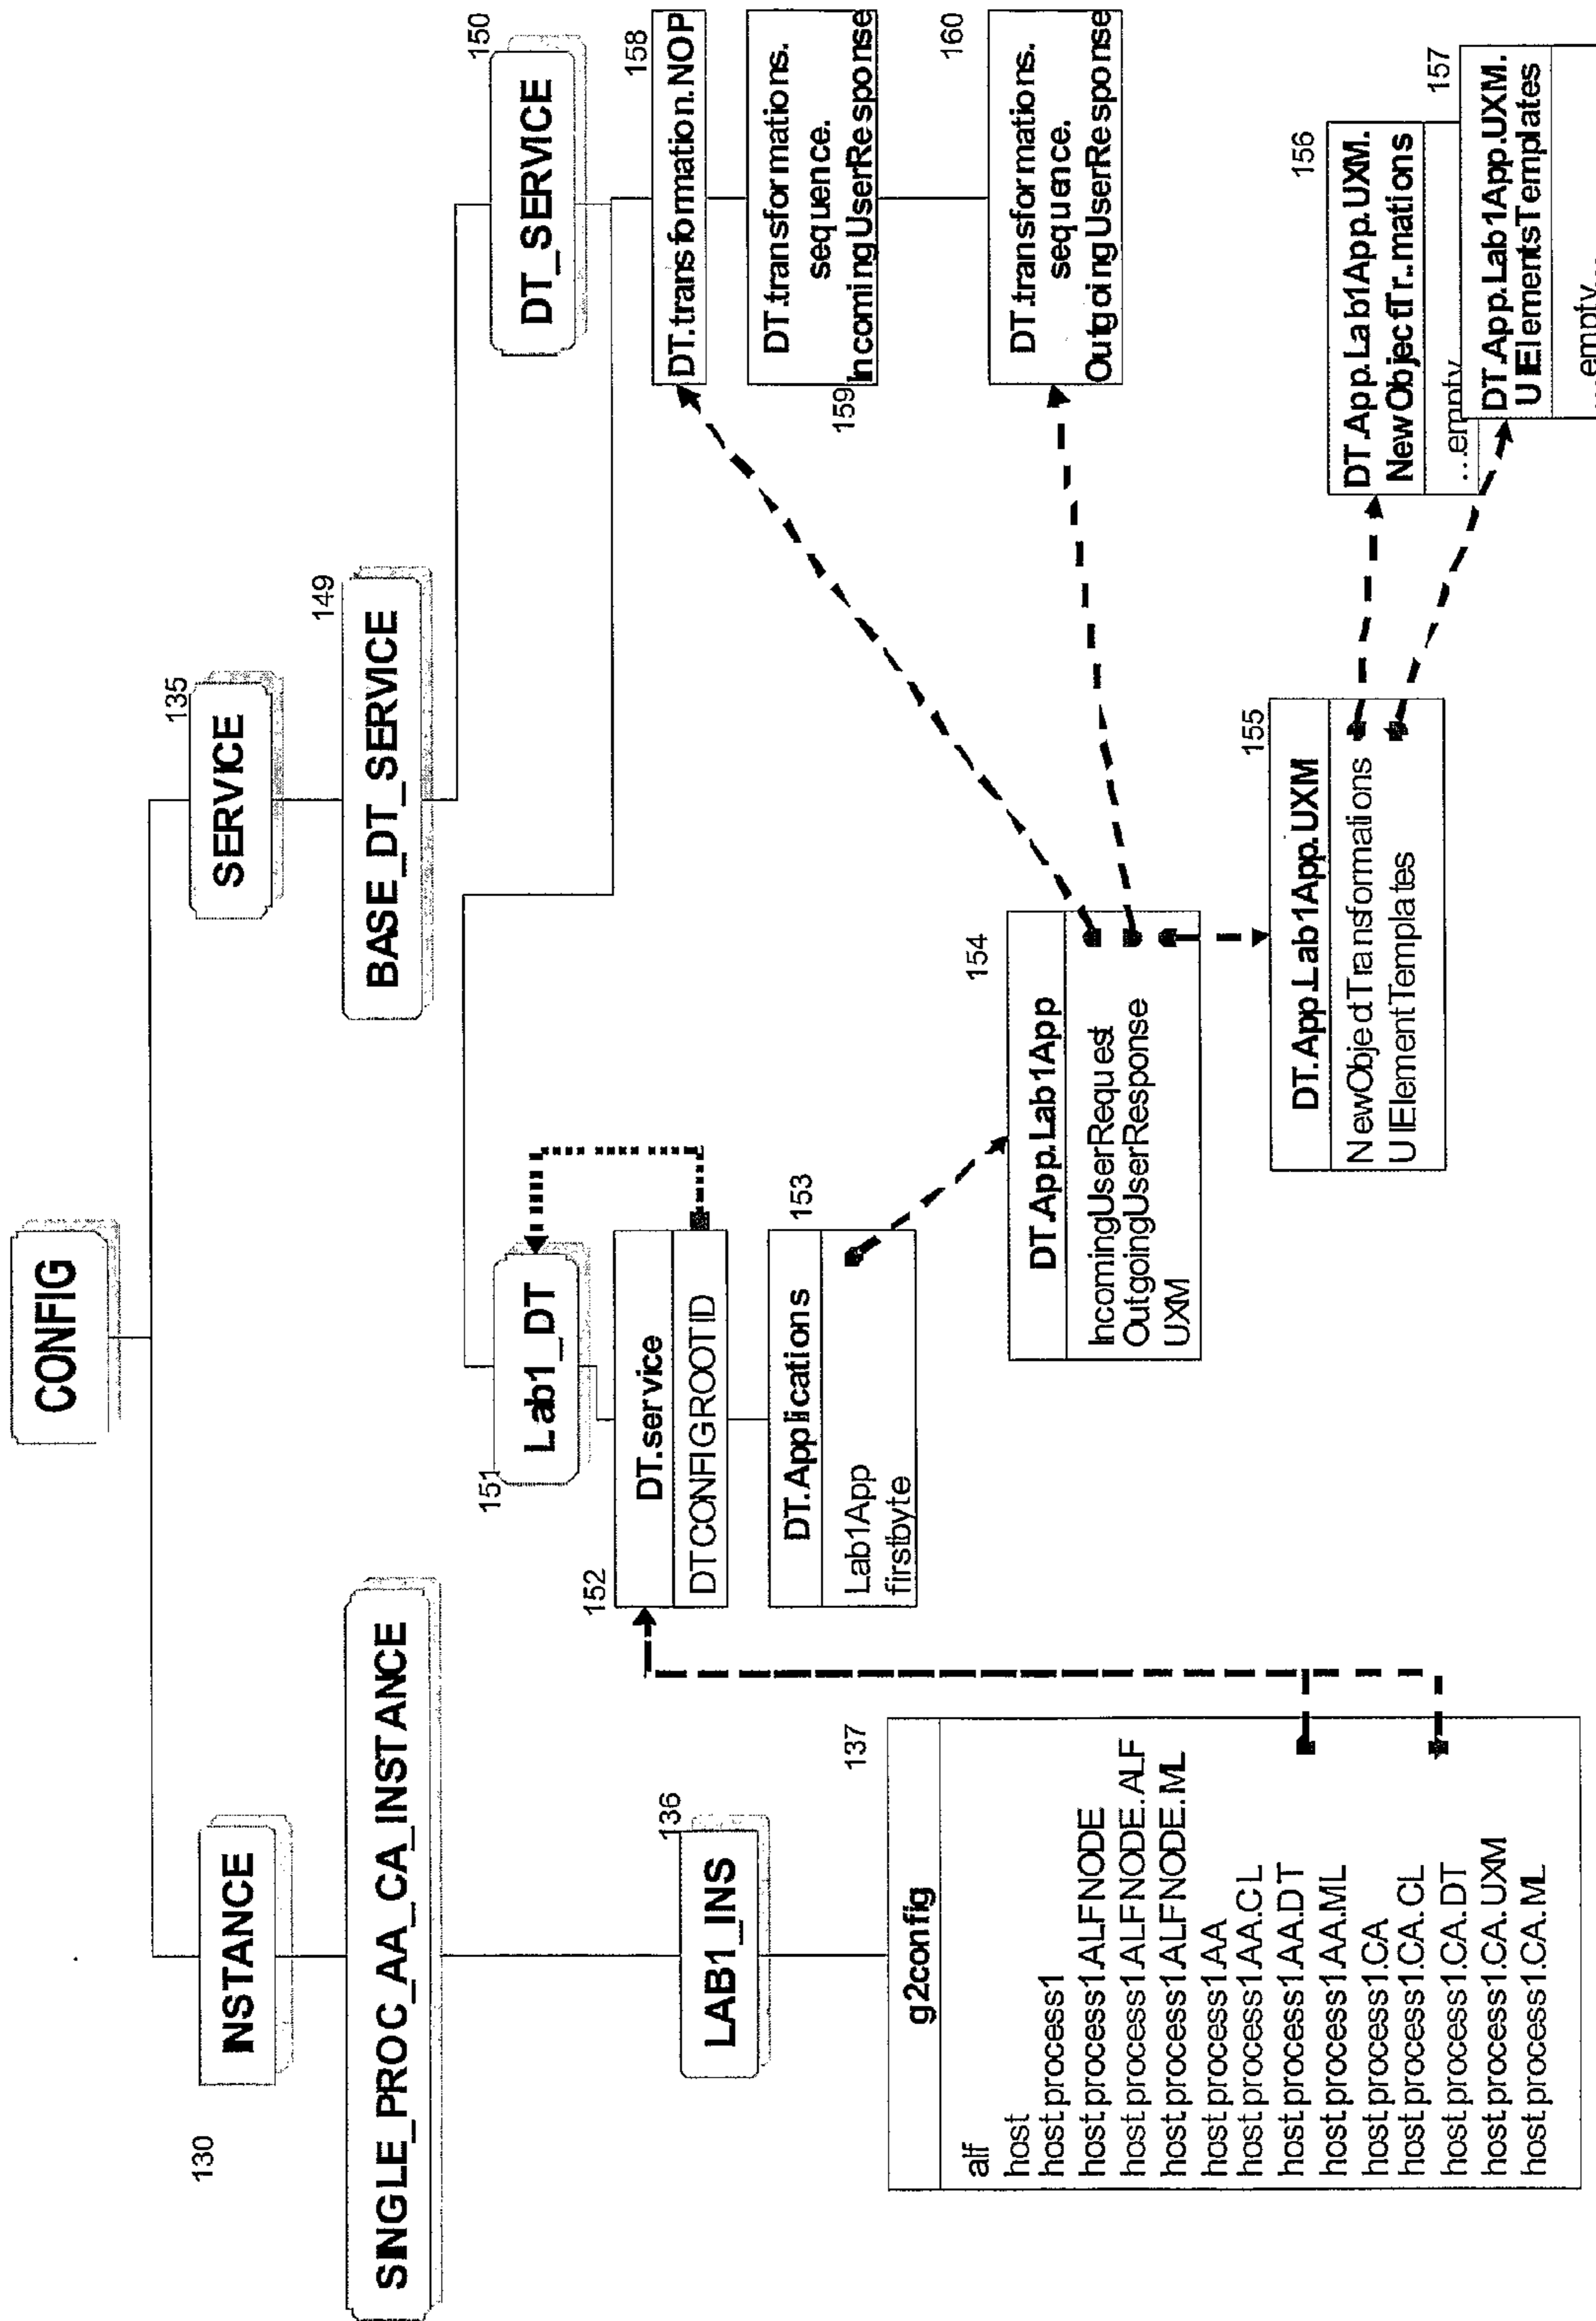 CONFIG
130
INSTANCE
SINGLE_PROC_AA_CA_INSTANCE
136
LAB1_INS
137
g2config
alf
host
host.process1
host.process1.ALFNODE
host.process1.ALFNODE.ALF
host.process1.ALFNODE.ML
host.process1.AA
host.process1.AA.CL
host.process1.AA.DT
host.process1.AA.ML
host.process1.CA
host.process1.CA.CL
host.process1.CA.DT
host.process1.CA.UXM
host.process1.CA.ML
135
SERVICE
149
BASE_DT_SERVICE
151
Lab1_DT
152
DT.service
DTCONFIGROOTID
153
DT.Applications
Lab1App
firstbyte
154
DT.App.Lab1App
IncomingUserRequest
OutgoingUserResponse
UXM
155
DT.App.Lab1App.UXM
NewObjectTransformations
UIElementTemplates
150
DT_SERVICE
158
DT.transformation.NOP
159
DT.transformations.
sequence.
IncomingUserResponse
160
DT.transformations.
sequence.
OutgoingUserResponse
156
DT.App.Lab1App.UXM.
NewObjectTr.mations
...empty
157
DT.App.Lab1App.UXM.
UIElementsTemplates
...empty...